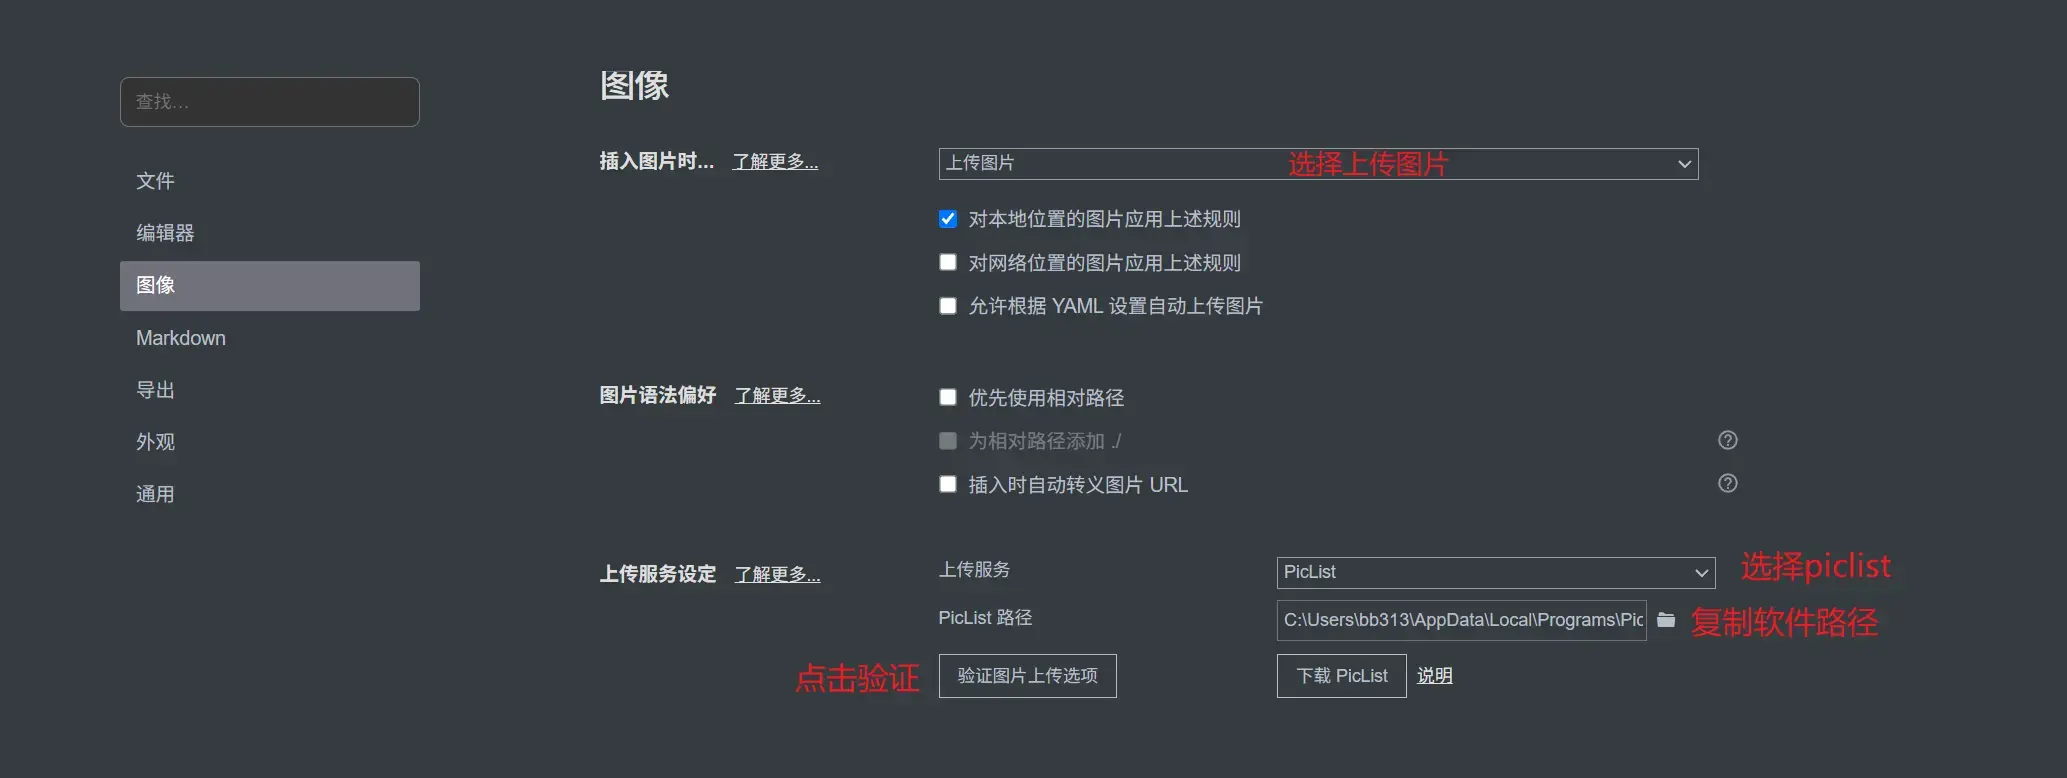 查找...
文件
编辑器
图像
Markdown
导出
外观
通用
图像
插入图片时... 了解更多... 上传图片 选择上传图片
对本地位置的图片应用上述规则
对网络位置的图片应用上述规则
允许根据 YAML 设置自动上传图片
图片语法偏好 了解更多... 优先使用相对路径
为相对路径添加 ./
插入时自动转义图片 URL
上传服务设定 了解更多... 上传服务 PicList 选择piclist
PicList 路径 C:\Users\bb313\AppData\Local\Programs\Pic 复制软件路径
点击验证 验证图片上传选项 下载 PicList 说明